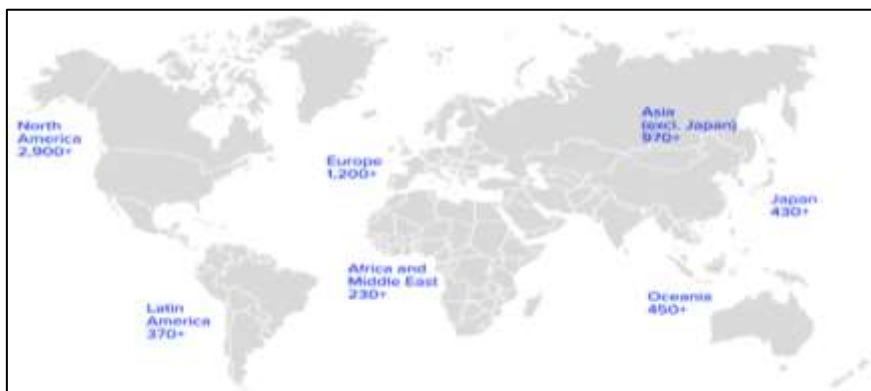 North
America
2,900+
Europe
1,200+
Asia
(excl. Japan)
970+
Japan
430+
Africa and
Middle East
230+
Latin
America
370+
Oceania
450+